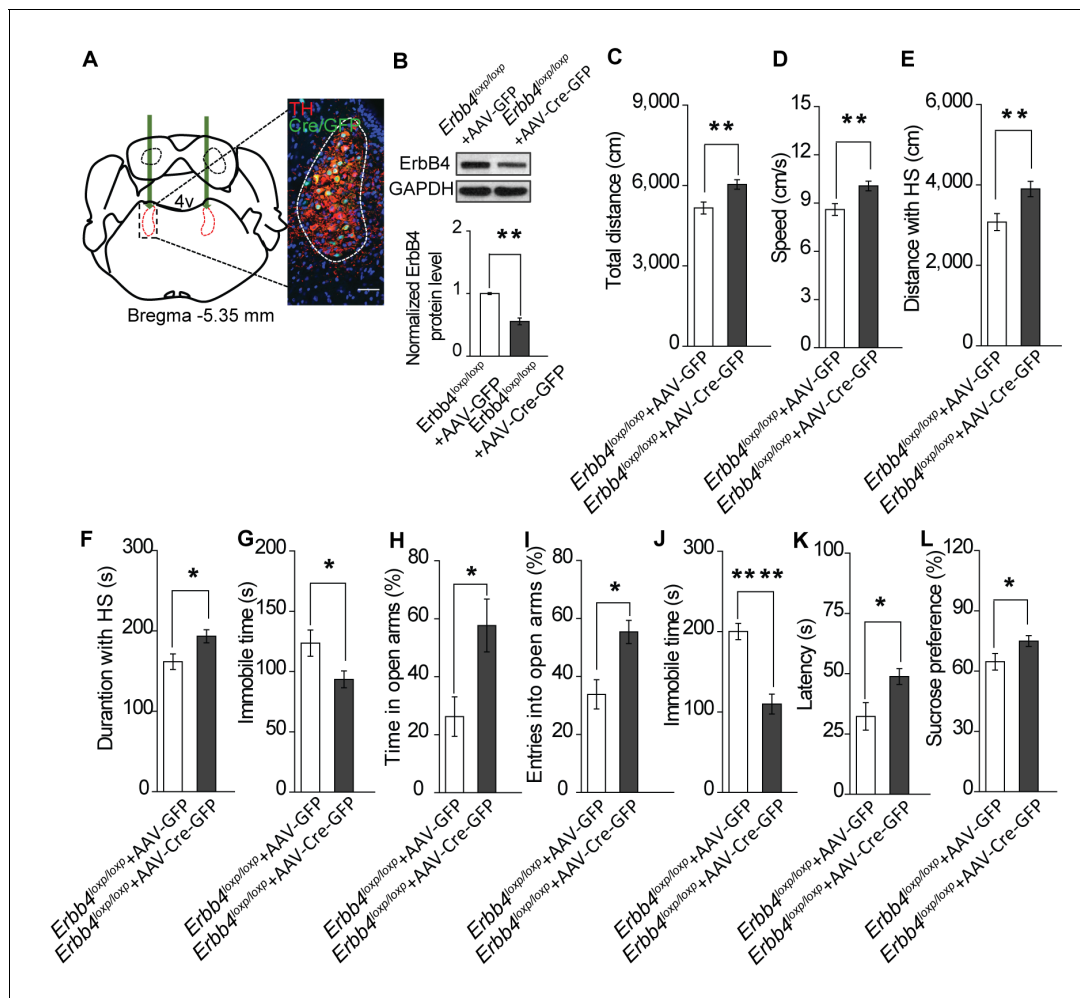 A
TH
Cre/GFP
4v
Bregma -5.35 mm
B
Erbb4loxp/loxp
+AAV-GFP
Erbb4loxp/loxp
+AAV-Cre-GFP
ErbB4
GAPDH
Normalized ErbB4
protein level
2
1
0
**
Erbb4loxp/loxp
+AAV-GFP
Erbb4loxp/loxp
+AAV-Cre-GFP
C
Total distance (cm)
9,000
6,000
3,000
0
**
Erbb4loxp/loxp+AAV-GFP
Erbb4loxp/loxp+AAV-Cre-GFP
D
Speed (cm/s)
15
12
9
6
3
0
**
Erbb4loxp/loxp+AAV-GFP
Erbb4loxp/loxp+AAV-Cre-GFP
E
Distance with HS (cm)
6,000
4,000
2,000
0
**
Erbb4loxp/loxp+AAV-GFP
Erbb4loxp/loxp+AAV-Cre-GFP
F
Durantion with HS (s)
300
200
100
0
*
Erbb4loxp/loxp+AAV-GFP
Erbb4loxp/loxp+AAV-Cre-GFP
G
Immobile time (s)
200
150
100
50
0
*
Erbb4loxp/loxp+AAV-GFP
Erbb4loxp/loxp+AAV-Cre-GFP
H
Time in open arms (%)
80
60
40
20
0
*
Erbb4loxp/loxp+AAV-GFP
Erbb4loxp/loxp+AAV-Cre-GFP
I
Entries into open arms (%)
80
60
40
20
0
*
Erbb4loxp/loxp+AAV-GFP
Erbb4loxp/loxp+AAV-Cre-GFP
J
Immobile time (s)
300
200
100
0
****
Erbb4loxp/loxp+AAV-GFP
Erbb4loxp/loxp+AAV-Cre-GFP
K
Latency (s)
100
75
50
25
0
*
Erbb4loxp/loxp+AAV-GFP
Erbb4loxp/loxp+AAV-Cre-GFP
L
Sucrose preference (%)
120
90
60
30
0
*
Erbb4loxp/loxp+AAV-GFP
Erbb4loxp/loxp+AAV-Cre-GFP